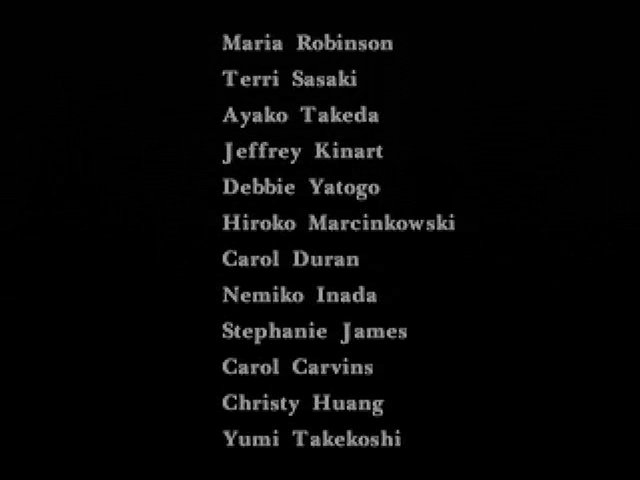 Maria Robinson
Terri Sasaki
Ayako Takeda
Jeffrey Kinart
Debbie Yatogo
Hiroko Marcinkowski
Carol Duran
Nemiko Inada
Stephanie James
Carol Carvins
Christy Huang
Yumi Takekoshi